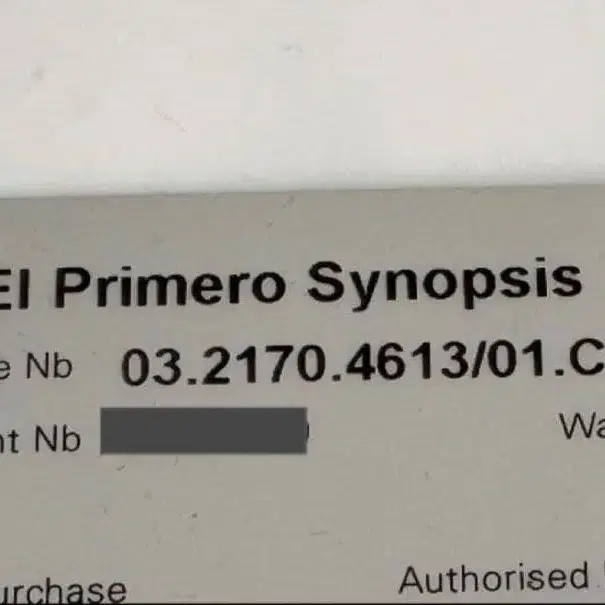 El Primero Synopsis
e Nb 03.2170.4613/01.C
nt Nb
Wa
urchase
Authorised